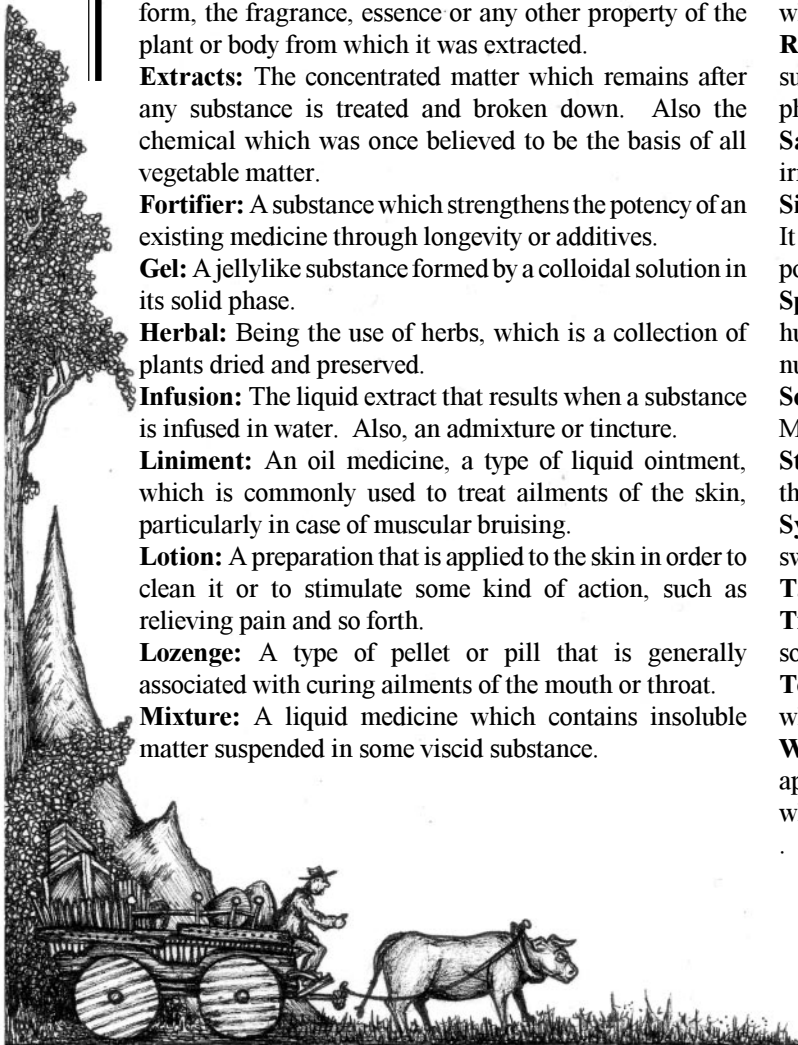 form, the fragrance, essence or any other property of the
plant or body from which it was extracted.
Extracts: The concentrated matter which remains after
any substance is treated and broken down. Also the
chemical which was once believed to be the basis of all
vegetable matter.
Fortifier: A substance which strengthens the potency of an
existing medicine through longevity or additives.
Gel: A jellylike substance formed by a colloidal solution in
its solid phase.
Herbal: Being the use of herbs, which is a collection of
plants dried and preserved.
Infusion: The liquid extract that results when a substance
is infused in water. Also, an admixture or tincture.
Liniment: An oil medicine, a type of liquid ointment,
which is commonly used to treat ailments of the skin,
particularly in case of muscular bruising.
Lotion: A preparation that is applied to the skin in order to
clean it or to stimulate some kind of action, such as
relieving pain and so forth.
Lozenge: A type of pellet or pill that is generally
associated with curing ailments of the mouth or throat.
Mixture: A liquid medicine which contains insoluble
matter suspended in some viscid substance.
It